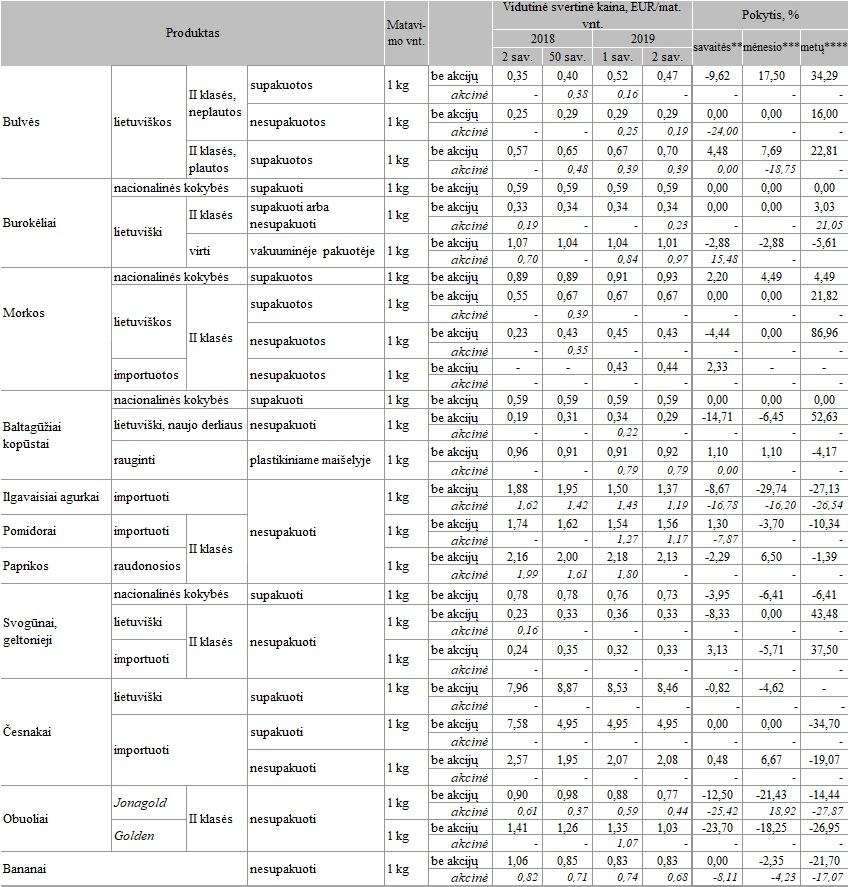 Produktas Matavi- Vidutinė svertinė kaina, EUR/mat. Pokytis, %
mo vnt. vnt.
2018 2019 savaitės** mėnesio*** metų****
2 sav. 50 sav. 1 sav. 2 sav.
Bulvės lietuviškos II klasės, neplautos supakuotos 1 kg be akcijų 0,35 0,40 0,52 0,47 -9,62 17,50 34,29
akcinė - 0,38 0,16 - - - -
nesupakuotos 1 kg be akcijų 0,25 0,29 0,29 0,29 0,00 0,00 16,00
akcinė - - 0,25 0,19 -24,00 - -
II klasės, plautos supakuotos 1 kg be akcijų 0,57 0,65 0,67 0,70 4,48 7,69 22,81
akcinė - 0,48 0,39 0,39 0,00 -18,75 -
Burokėliai nacionalinės kokybės supakuoti 1 kg be akcijų 0,59 0,59 0,59 0,59 0,00 0,00 0,00
lietuviški II klasės supakuoti arba nesupakuoti 1 kg be akcijų 0,33 0,34 0,34 0,34 0,00 0,00 3,03
akcinė 0,19 - - 0,23 - - 21,05
virti vakuuminėje pakuotėje 1 kg be akcijų 1,07 1,04 1,04 1,01 -2,88 -2,88 -5,61
akcinė 0,70 - 0,84 0,97 15,48 -
Morkos nacionalinės kokybės supakuotos 1 kg be akcijų 0,89 0,89 0,91 0,93 2,20 4,49 4,49
lietuviškos II klasės supakuotos 1 kg be akcijų 0,55 0,67 0,67 0,67 0,00 0,00 21,82
akcinė - 0,39 - - - - -
nesupakuotos 1 kg be akcijų 0,23 0,43 0,45 0,43 -4,44 0,00 86,96
akcinė - 0,35 - - - - -
importuotos nesupakuotos 1 kg be akcijų - - 0,43 0,44 2,33 - -
akcinė - - - - - - -
Baltagūžiai kopūstai nacionalinės kokybės supakuoti 1 kg be akcijų 0,59 0,59 0,59 0,59 0,00 0,00 0,00
lietuviški, naujo derliaus nesupakuoti 1 kg be akcijų 0,19 0,31 0,34 0,29 -14,71 -6,45 52,63
akcinė - - 0,22 - - - -
rauginti plastikiniame maišelyje 1 kg be akcijų 0,96 0,91 0,91 0,92 1,10 1,10 -4,17
akcinė - - 0,79 0,79 0,00 - -
Ilgavaisiai agurkai importuoti nesupakuoti 1 kg be akcijų 1,88 1,95 1,50 1,37 -8,67 -29,74 -27,13
akcinė 1,62 1,42 1,43 1,19 -16,78 -16,20 -26,54
Pomidorai importuoti II klasės 1 kg be akcijų 1,74 1,62 1,54 1,56 1,30 -3,70 -10,34
akcinė - - 1,27 1,17 -7,87 - -
Paprikos raudonosios 1 kg be akcijų 2,16 2,00 2,18 2,13 -2,29 6,50 -1,39
akcinė 1,99 1,61 1,80 - - - -
Svogūnai, geltonieji nacionalinės kokybės supakuoti 1 kg be akcijų 0,78 0,78 0,76 0,73 -3,95 -6,41 -6,41
lietuviški II klasės nesupakuoti 1 kg be akcijų 0,23 0,33 0,36 0,33 -8,33 0,00 43,48
akcinė 0,16 - - - - - -
importuoti 1 kg be akcijų 0,24 0,35 0,32 0,33 3,13 -5,71 37,50
akcinė - - - - - - -
Česnakai lietuviški supakuoti 1 kg be akcijų 7,96 8,87 8,53 8,46 -0,82 -4,62 -
akcinė - - - - - - -
importuoti supakuoti 1 kg be akcijų 7,58 4,95 4,95 4,95 0,00 0,00 -34,70
akcinė - - - - - - -
nesupakuoti 1 kg be akcijų 2,57 1,95 2,07 2,08 0,48 6,67 -19,07
akcinė - - - - - - -
Obuoliai Jonagold II klasės nesupakuoti 1 kg be akcijų 0,90 0,98 0,88 0,77 -12,50 -21,43 -14,44
akcinė 0,61 0,37 0,59 0,44 -25,42 18,92 -27,87
Golden 1 kg be akcijų 1,41 1,26 1,35 1,03 -23,70 -18,25 -26,95
akcinė - - 1,07 - - - -
Bananai nesupakuoti 1 kg be akcijų 1,06 0,85 0,83 0,83 0,00 -2,35 -21,70
akcinė 0,82 0,71 0,74 0,68 -8,11 -4,23 -17,07